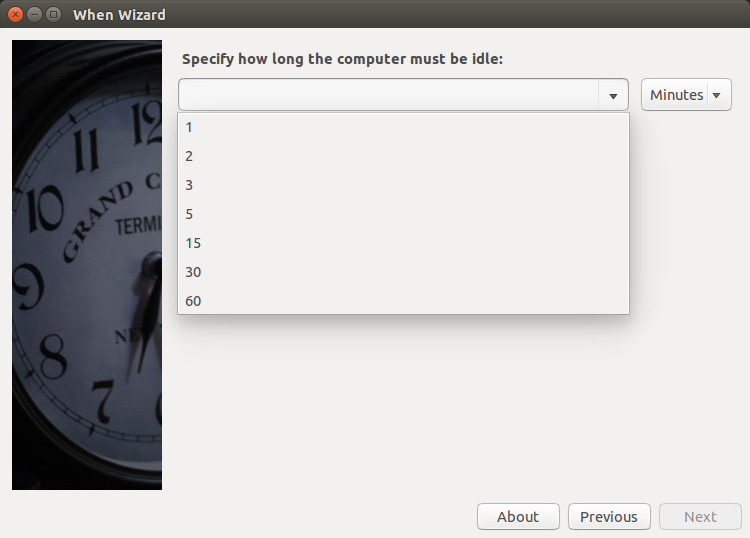 When Wizard
Specify how long the computer must be idle:
Minutes
1
2
3
5
15
30
60
11
12
10
9
8
7
GRAND C
TERMI
NE
About
Previous
Next